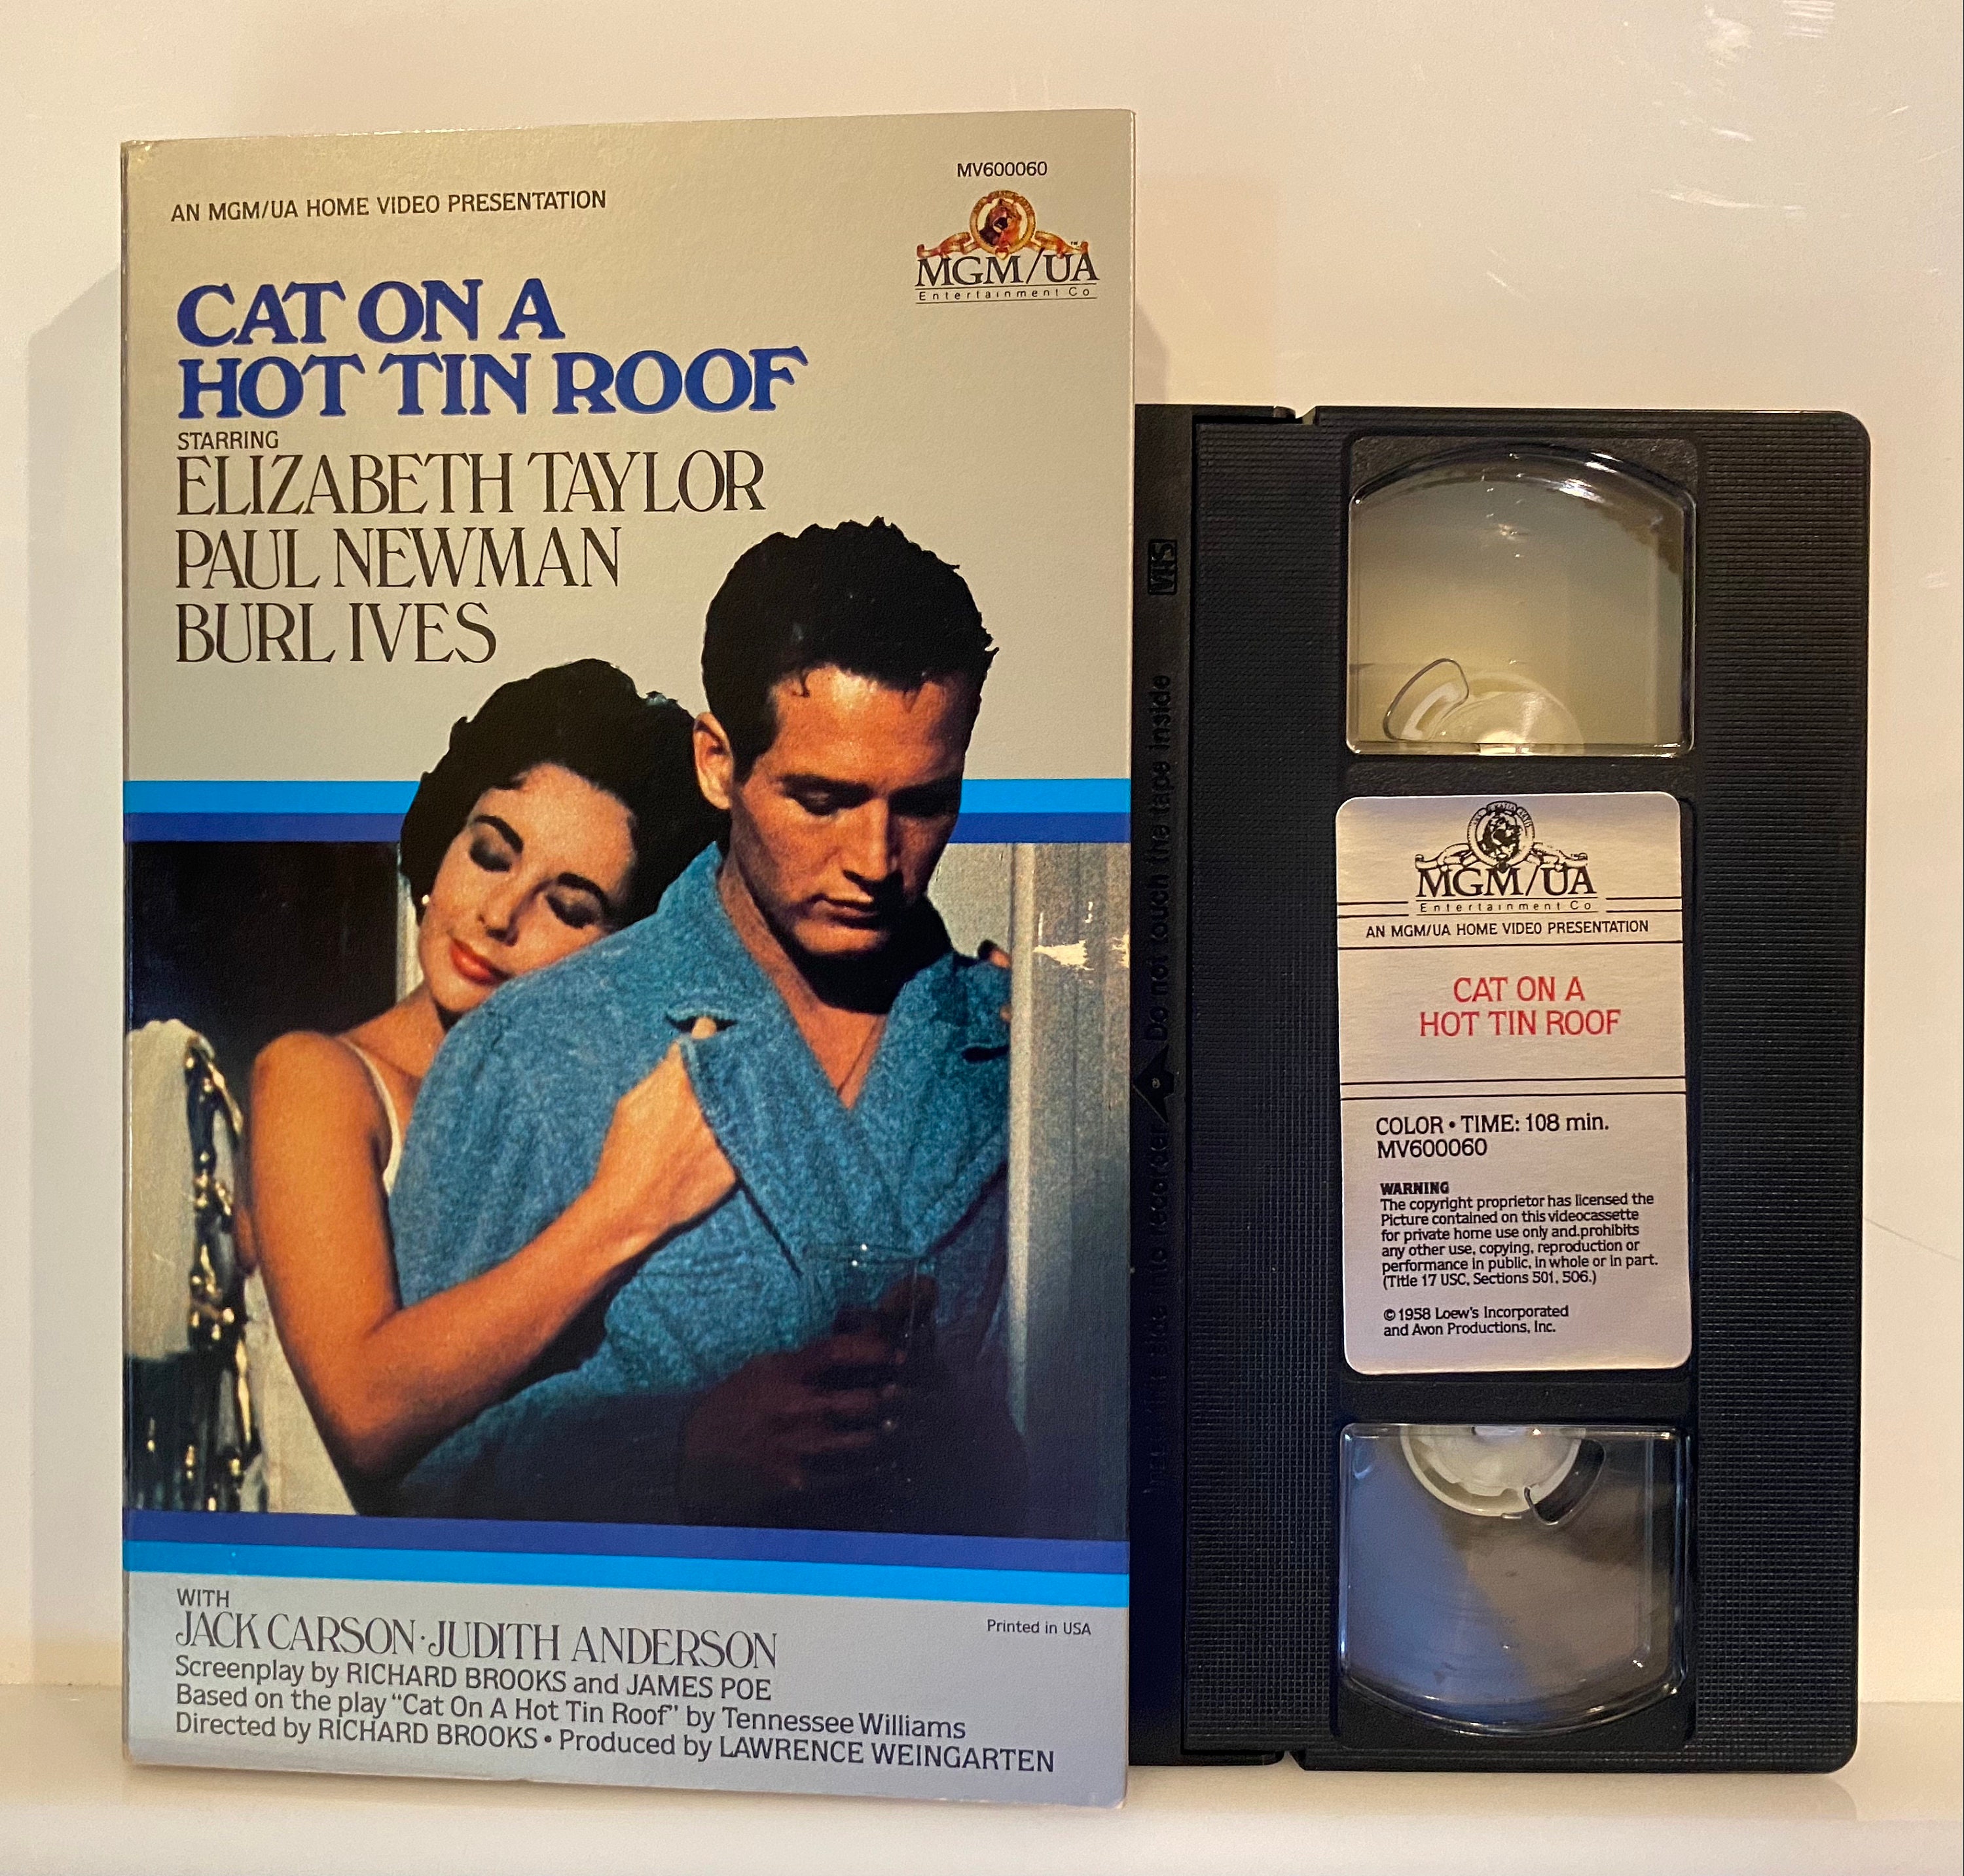 AN MGM/UA HOME VIDEO PRESENTATION
MV600060
MGM/UA
Entertainment Co
CAT ON A
HOT TIN ROOF
STARRING
ELIZABETH TAYLOR
PAUL NEWMAN
BURL IVES
WITH
JACK CARSON · JUDITH ANDERSON
Printed in USA
Screenplay by RICHARD BROOKS and JAMES POE
Based on the play “Cat On A Hot Tin Roof” by Tennessee Williams
Directed by RICHARD BROOKS • Produced by LAWRENCE WEINGARTEN
VHS
Do not touch the tape inside
MGM/UA
Entertainment Co
AN MGM/UA HOME VIDEO PRESENTATION
CAT ON A
HOT TIN ROOF
COLOR • TIME: 108 min.
MV600060
WARNING
The copyright proprietor has licensed the
Picture contained on this videocassette
for private home use only and prohibits
any other use, copying, reproduction or
performance in public, in whole or in part.
(Title 17 USC, Sections 501, 506.)
© 1958 Loew's Incorporated
and Avon Productions, Inc.